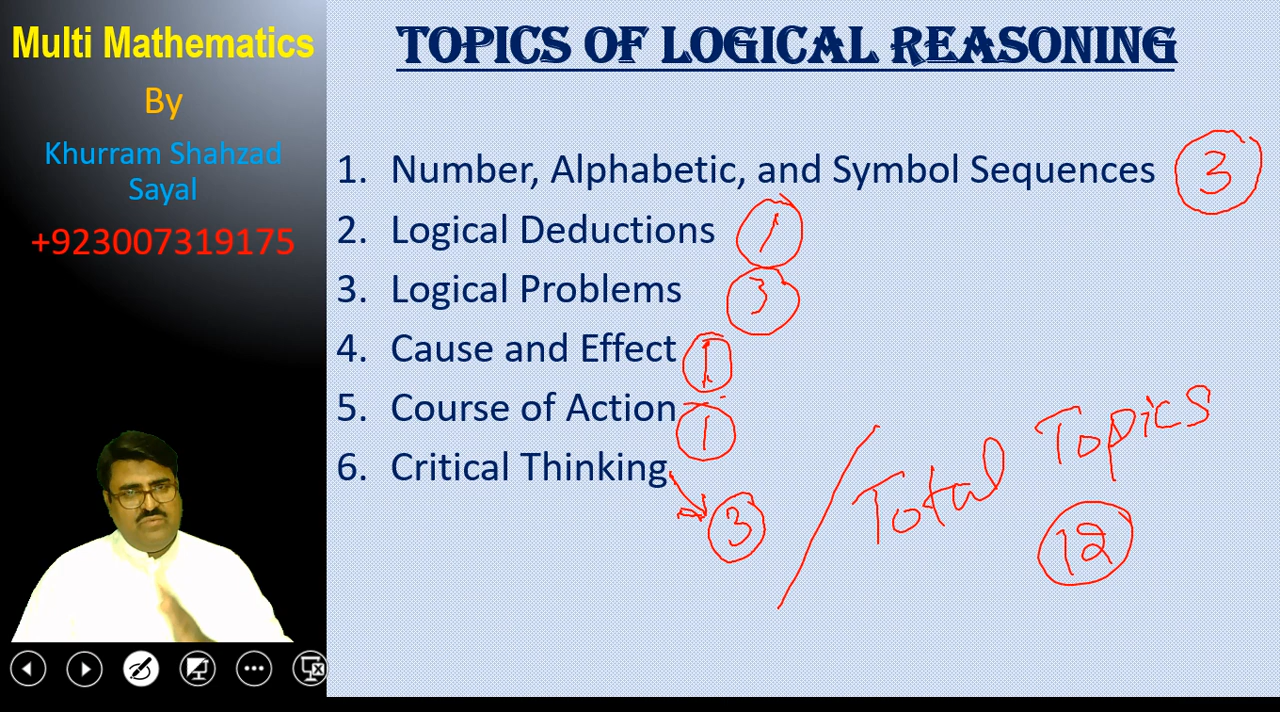 Multi Mathematics
By
Khurram Shahzad
Sayal
+923007319175
TOPICS OF LOGICAL REASONING
1. Number, Alphabetic, and Symbol Sequences 3
2. Logical Deductions 1
3. Logical Problems 3
4. Cause and Effect 1
5. Course of Action 1
6. Critical Thinking 3
Total Topics
12